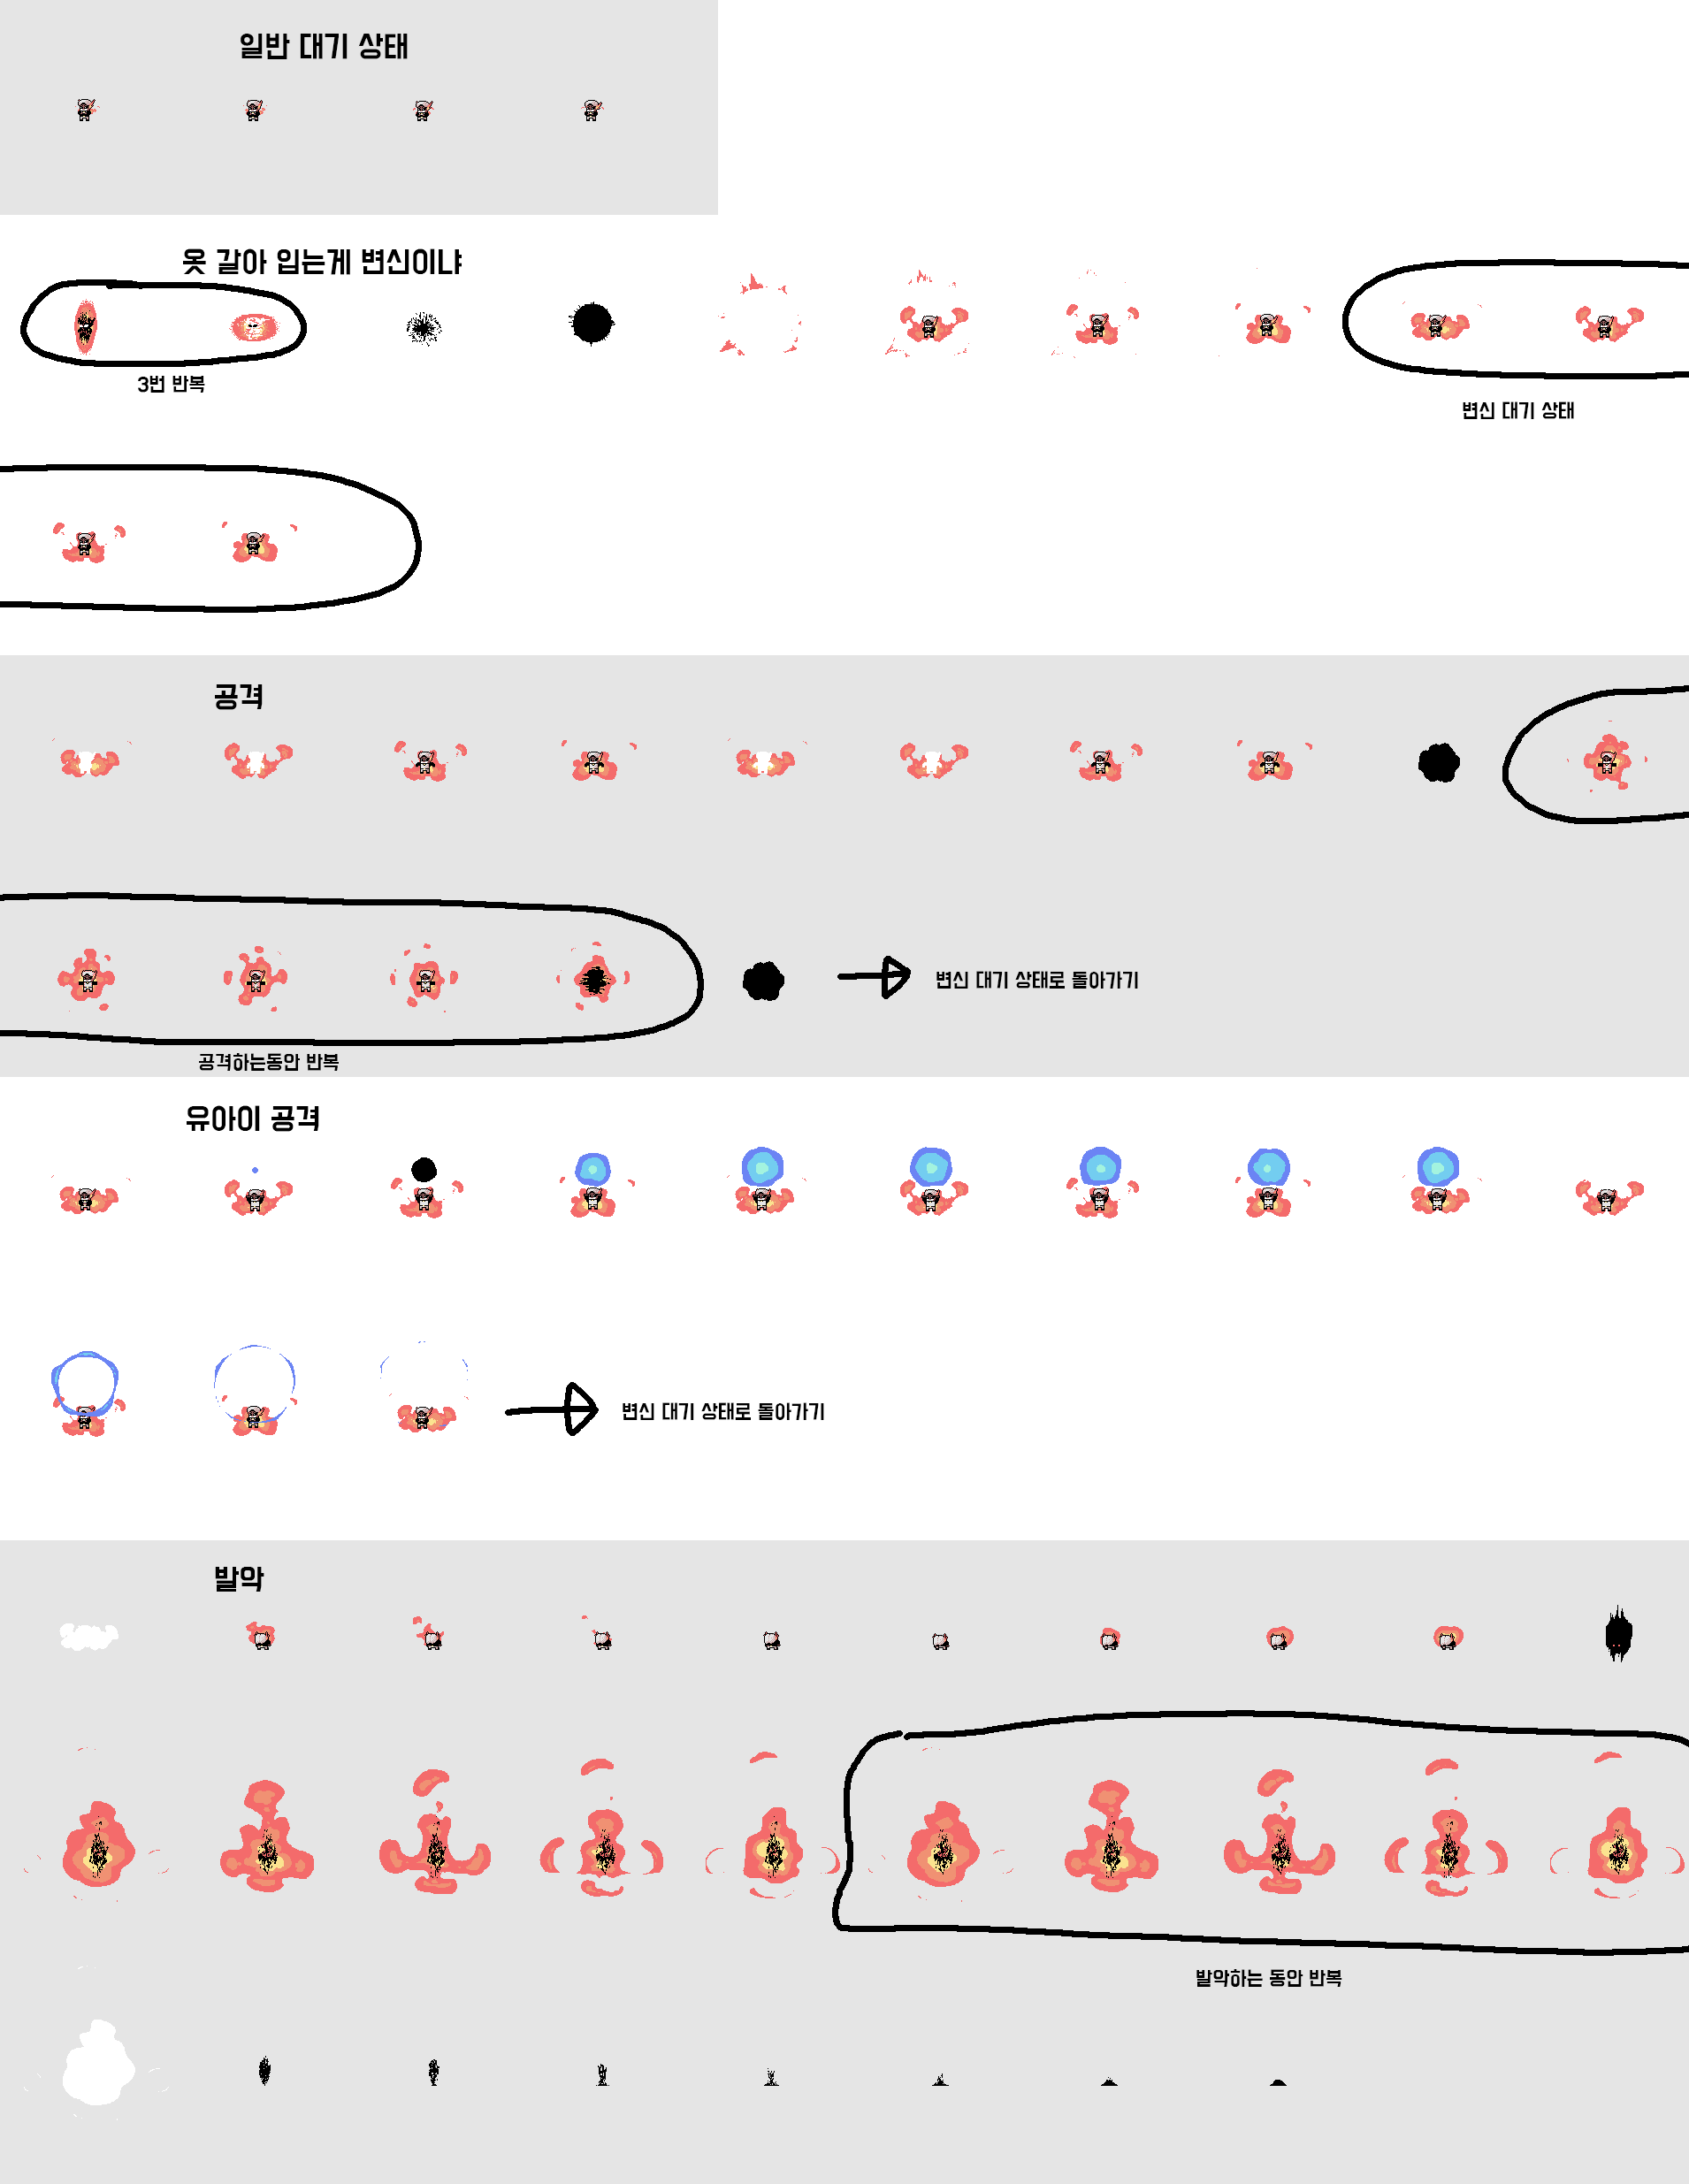 일반 대기 상태
옷 갈아 입는게 변신이냐
3번 반복
변신 대기 상태
공격
변신 대기 상태로 돌아가기
공격하는동안 반복
유아이 공격
변신 대기 상태로 돌아가기
발악
발악하는 동안 반복